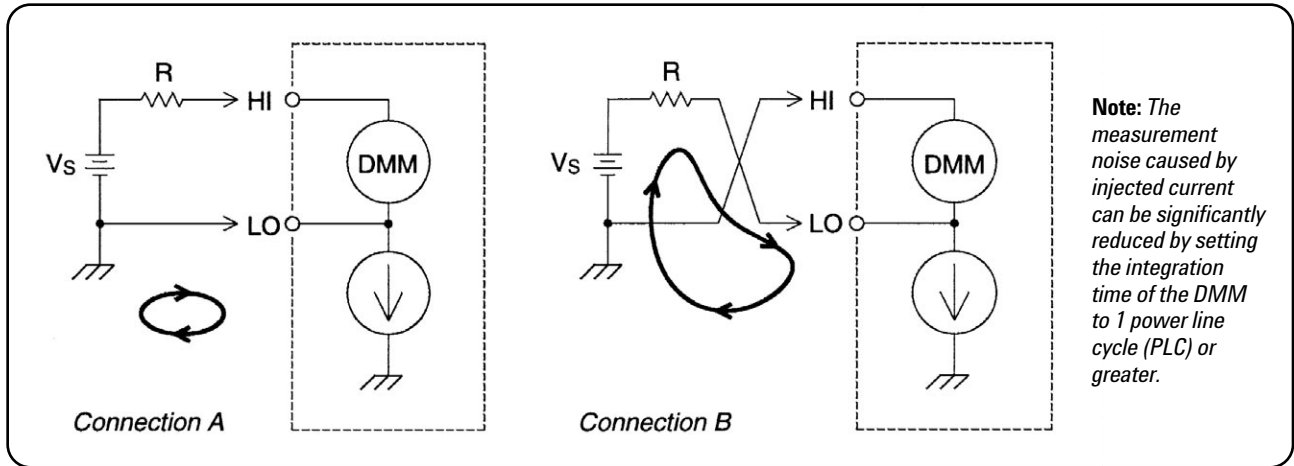 R
HI
VS
DMM
LO
Connection A
R
HI
VS
DMM
LO
Connection B
Note: The
measurement
noise caused by
injected current
can be significantly
reduced by setting
the integration
time of the DMM
to 1 power line
cycle (PLC) or
greater.